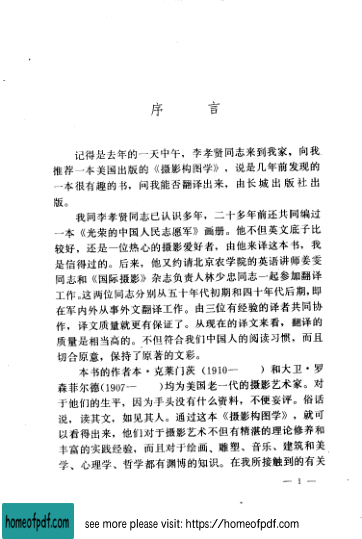 序 言
记得是去年的一天中午，李孝贤同志来到我家，向我
推荐一本美国出版的《摄影构图学》，说是几年前发现的
一本很有趣的书，问我能否翻译出来，由长城出版社出
版。
我同李孝贤同志已认识多年，二十多年前还共同编过
一本《光荣的中国人民志愿军》画册。他不但英文底子比
较好，还是一位热心的摄影爱好者，由他来译这本书，我
是信得过的。后来，他又约请北京农学院的英语讲师姜雯
同志和《国际摄影》杂志负责人林少忠同志一起参加翻译
工作。这两位同志分别从五十年代初期和四十年代后期，即
在军内外从事外文翻译工作。由三位有经验的译者共同协
作，译文质量就更有保证了。从现在的译文来看，翻译的
质量是相当高的。不但符合我们中国人的阅读习惯，而且
切合原意，保持了原著的文彩。
本书的作者本·克莱门茨（1910— ）和大卫·罗
森菲尔德(1907— )均为美国老一代的摄影艺术家。对
于他们的生平，因为手头没有什么资料，不便妄评。俗话
说，读其文，如见其人。通过这本《摄影构图学》，就可
以看得出来，他们对于摄影艺术不但有精湛的理论修养和
丰富的实践经验，而且对于绘画、雕塑、音乐、建筑和美
学、心理学、哲学都有渊博的知识。在我所接触到的有关
— 1 —
homeofpdf.com
see more please visit: https://homeofpdf.com